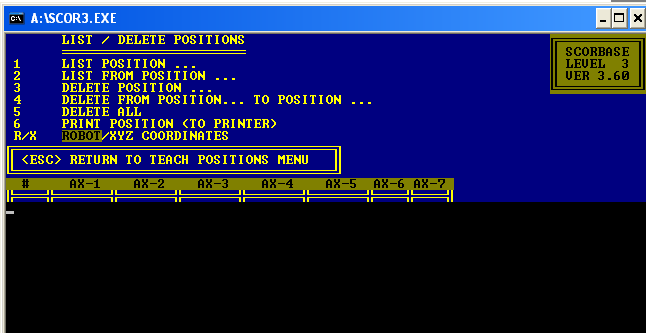 A:\SCOR3.EXE
LIST / DELETE POSITIONS
SCORBASE
LEVEL 3
VER 3.60
1 LIST POSITION ...
2 LIST FROM POSITION ...
3 DELETE POSITION ...
4 DELETE FROM POSITION... TO POSITION ...
5 DELETE ALL
6 PRINT POSITION (TO PRINTER)
R/X ROBOT/XYZ COORDINATES
<ESC> RETURN TO TEACH POSITIONS MENU
# AX-1 AX-2 AX-3 AX-4 AX-5 AX-6 AX-7